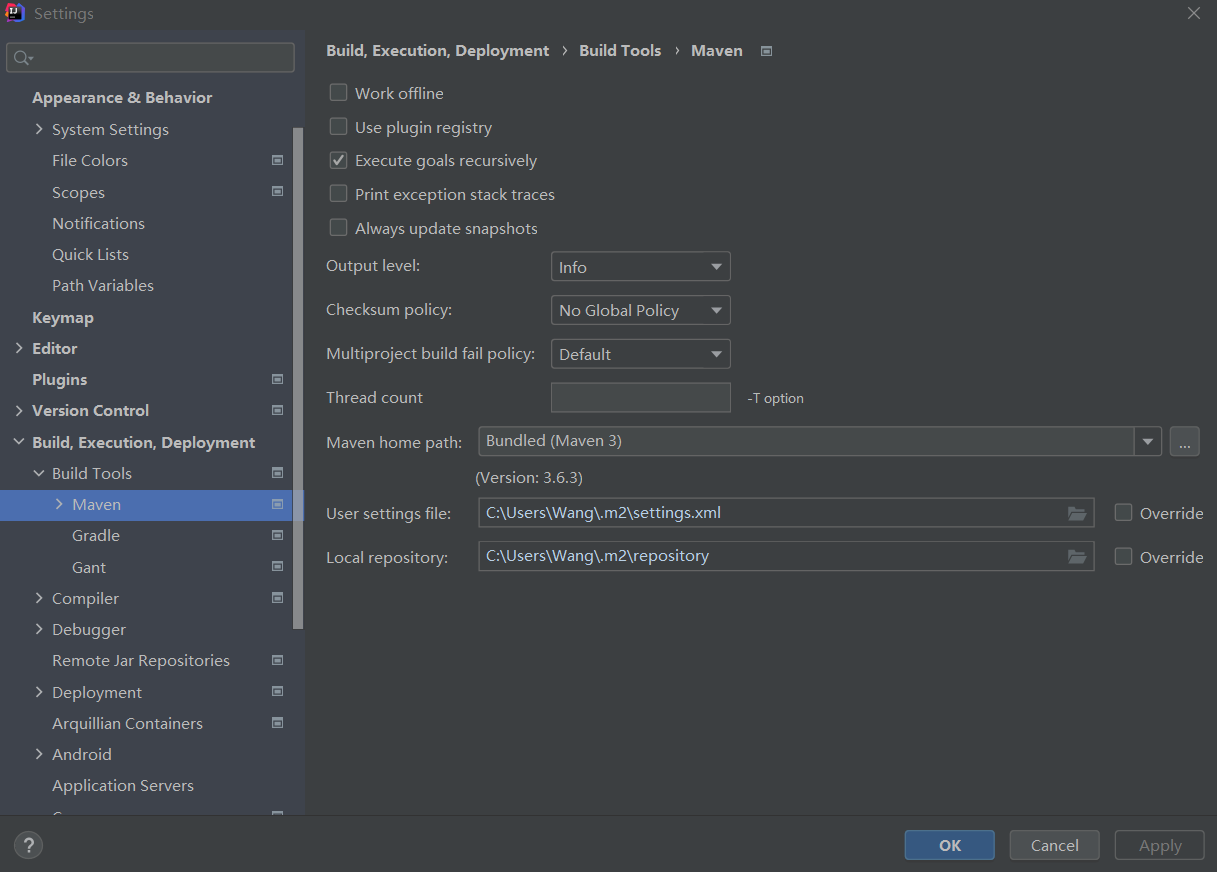 Settings
Appearance & Behavior
System Settings
File Colors
Scopes
Notifications
Quick Lists
Path Variables
Keymap
Editor
Plugins
Version Control
Build, Execution, Deployment
Build Tools
Maven
Gradle
Gant
Compiler
Debugger
Remote Jar Repositories
Deployment
Arquillian Containers
Android
Application Servers
Build, Execution, Deployment › Build Tools › Maven
Work offline
Use plugin registry
Execute goals recursively
Print exception stack traces
Always update snapshots
Output level: Info
Checksum policy: No Global Policy
Multiproject build fail policy: Default
Thread count -T option
Maven home path: Bundled (Maven 3) ...
(Version: 3.6.3)
User settings file: C:\Users\Wang\.m2\settings.xml Override
Local repository: C:\Users\Wang\.m2\repository Override
? OK Cancel Apply